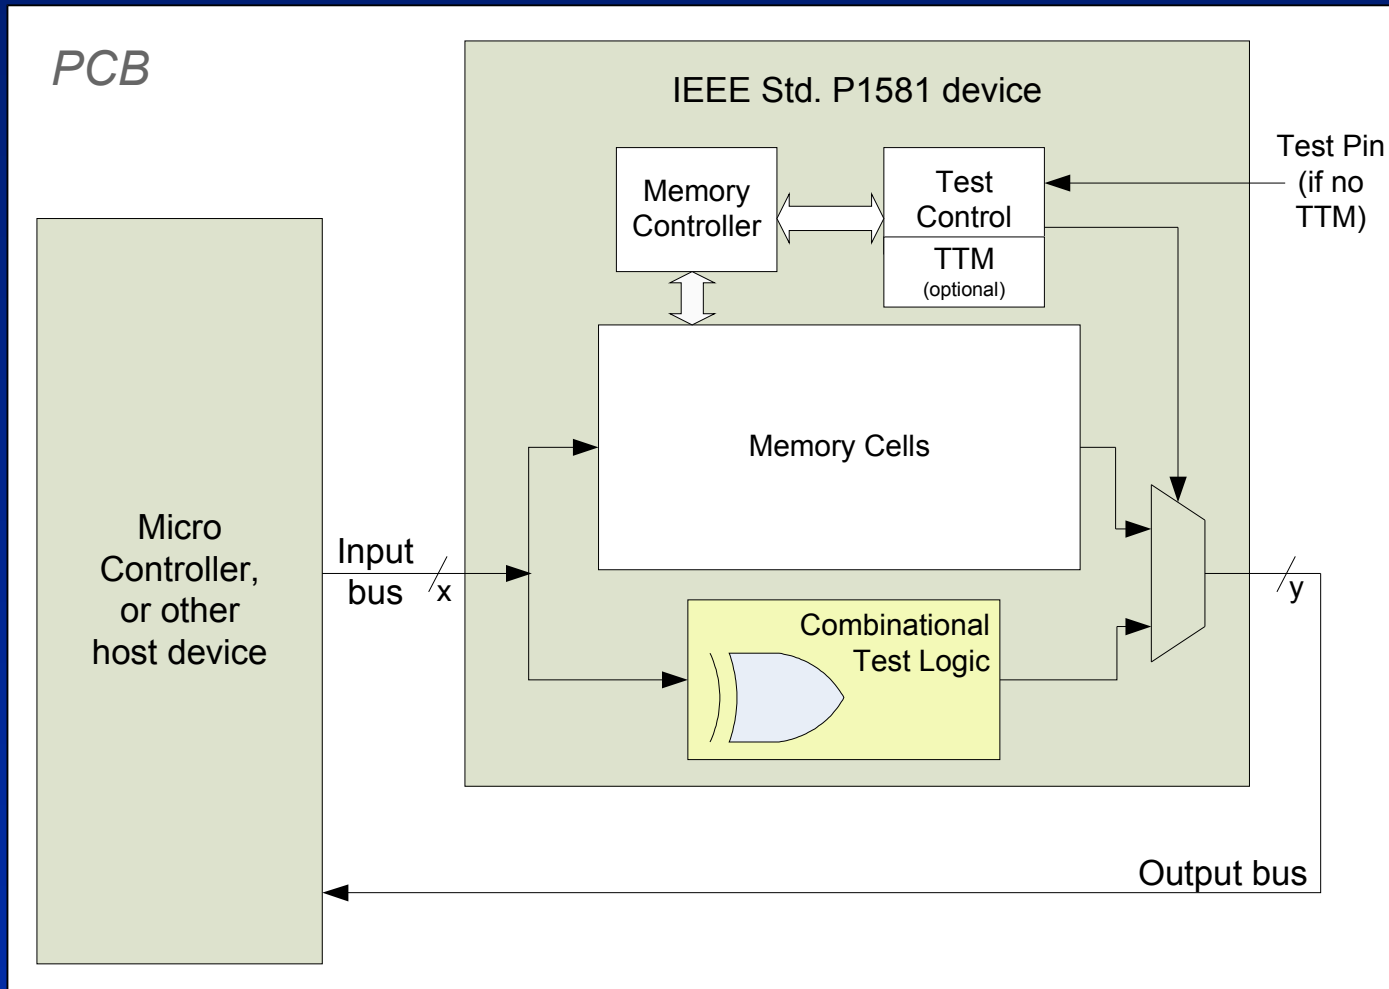 PCB
IEEE Std. P1581 device
Test Pin
(if no
TTM)
Memory
Controller
Test
Control
TTM
(optional)
Memory Cells
Micro
Controller,
or other
host device
Input
bus
x
Combinational
Test Logic
y
Output bus